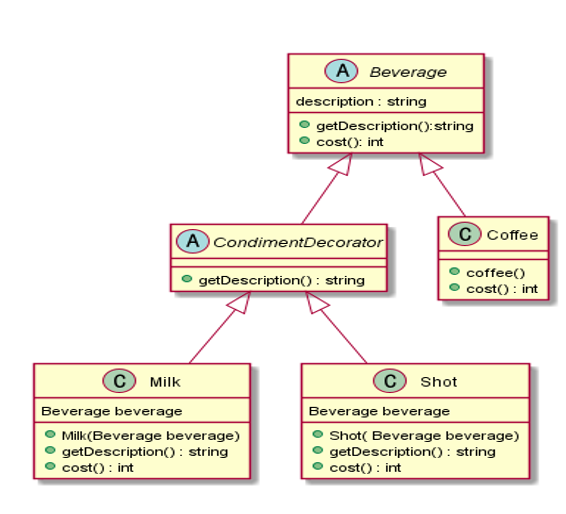 A Beverage
description : string
getDescription():string
cost(): int
A CondimentDecorator
getDescription() : string
C Coffee
coffee()
cost() : int
C Milk
Beverage beverage
Milk(Beverage beverage)
getDescription() : string
cost() : int
C Shot
Beverage beverage
Shot( Beverage beverage)
getDescription() : string
cost() : int